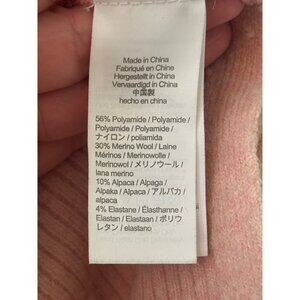 Made in China
Fabriqué en China
Hergestellt in China
Vervaardigd in China
中国製
hecho en china
56% Polyamide / Polyamide /
Polyamide / Polyamide /
ナイロン / poliamida
30% Merino Wool / Laine
Mérinos / Merinowolle /
Merinowol / メリノウール /
lana merino
10% Alpaca / Alpaga /
Alpaka / Alpaca / アルパカ /
alpaca
4% Elastane / Élasthanne /
Elastan / Elastaan / ポリウ
レタン / elastano